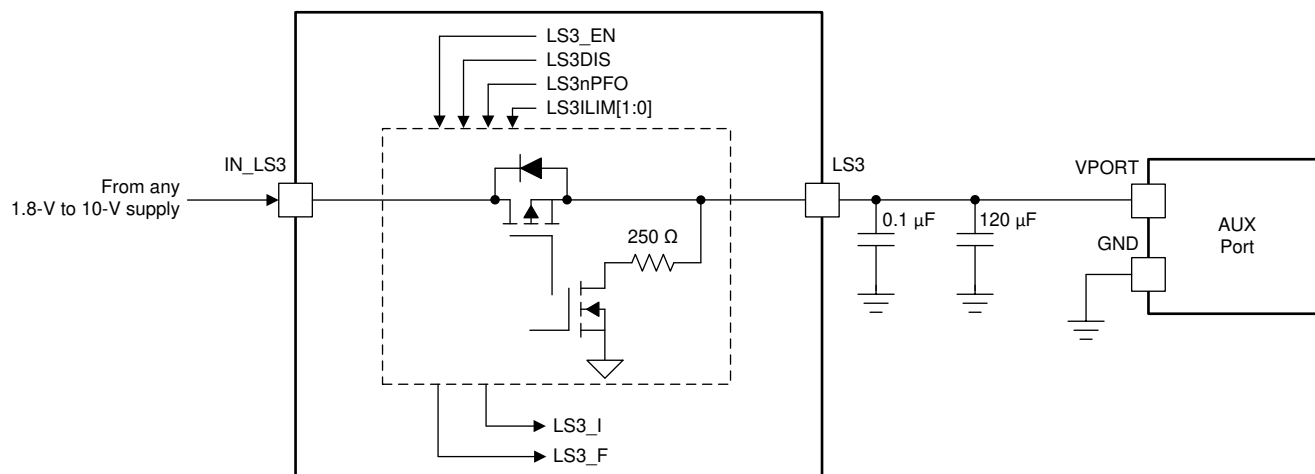 LS3_EN
LS3DIS
LS3nPFO
LS3ILIM[1:0]
IN_LS3
LS3
From any
1.8-V to 10-V supply
250 Ω
0.1 µF
120 µF
VPORT
GND
AUX
Port
LS3_I
LS3_F